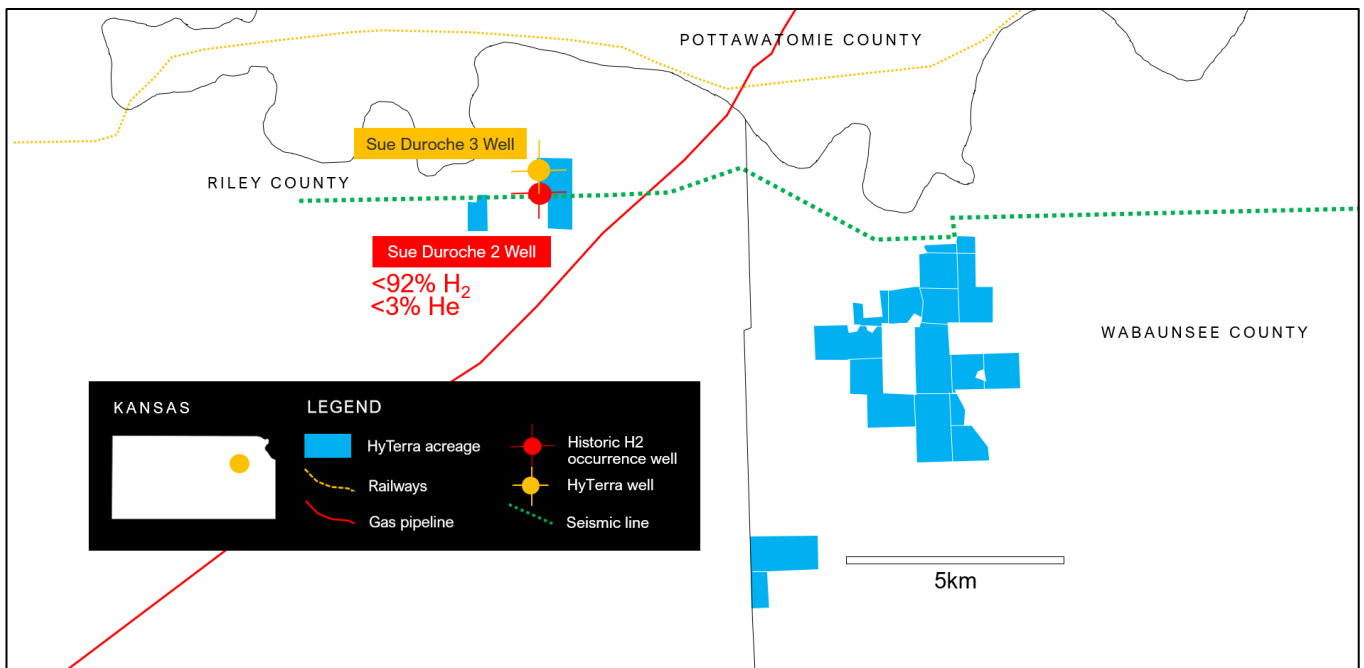 POTTAWATOMIE COUNTY
Sue Duroche 3 Well
RILEY COUNTY
Sue Duroche 2 Well
<92% H₂
<3% He
WABAUNSEE COUNTY
KANSAS
LEGEND
HyTerra acreage
Railways
Gas pipeline
Historic H2
occurrence well
HyTerra well
Seismic line
5km